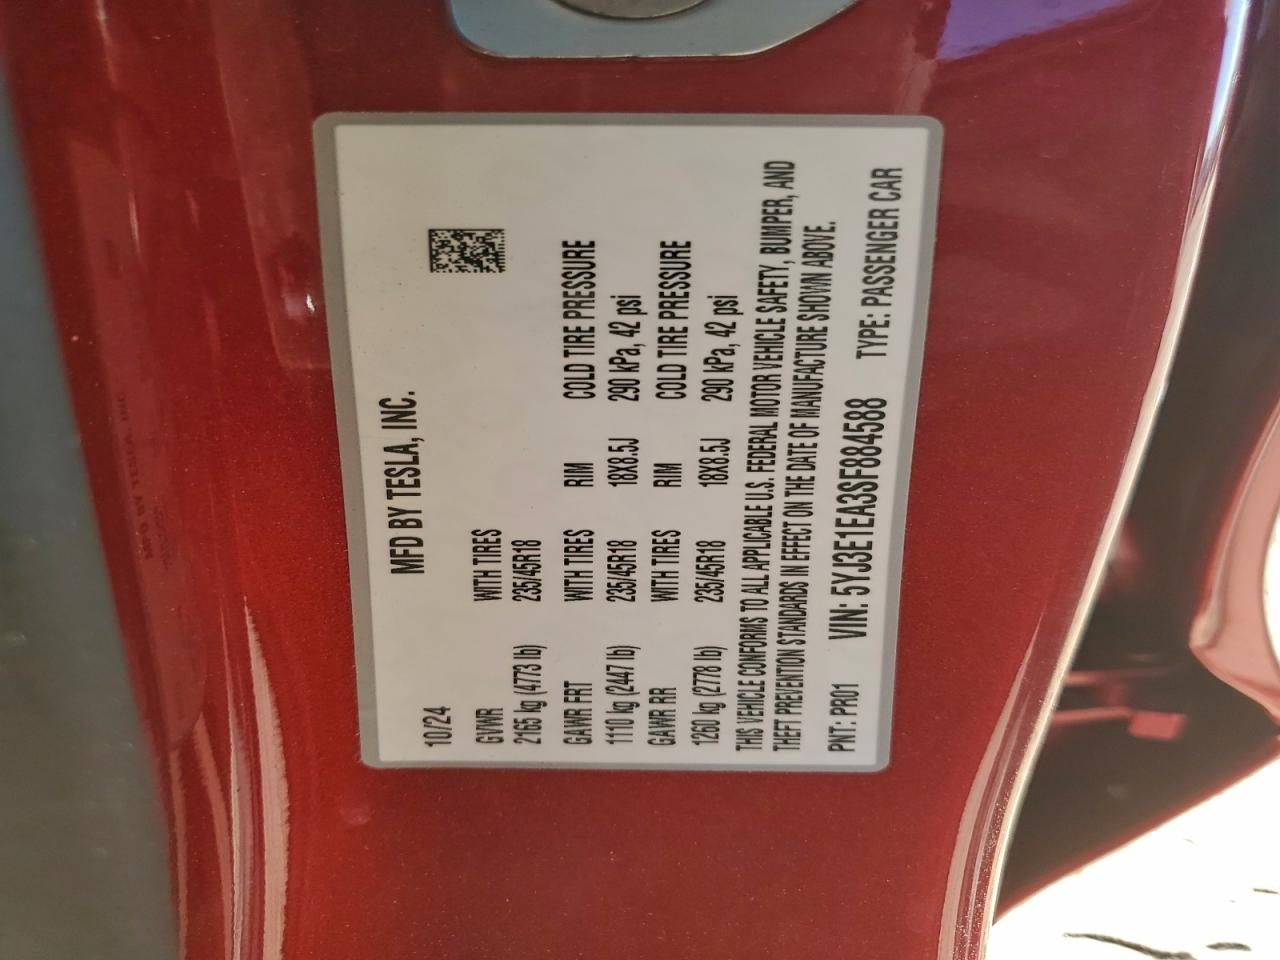 MFD BY TESLA, INC.
10/24
GVWR WITH TIRES
2165 kg (4773 lb) 235/45R18
GAWR FRT WITH TIRES RIM COLD TIRE PRESSURE
1110 kg (2447 lb) 235/45R18 18X8.5J 290 kPa, 42 psi
GAWR RR WITH TIRES RIM COLD TIRE PRESSURE
1260 kg (2778 lb) 235/45R18 18X8.5J 290 kPa, 42 psi
THIS VEHICLE CONFORMS TO ALL APPLICABLE U.S. FEDERAL MOTOR VEHICLE SAFETY, BUMPER, AND
THEFT PREVENTION STANDARDS IN EFFECT ON THE DATE OF MANUFACTURE SHOWN ABOVE.
PNT: PR01 VIN: 5YJ3E1EA3SF884588 TYPE: PASSENGER CAR